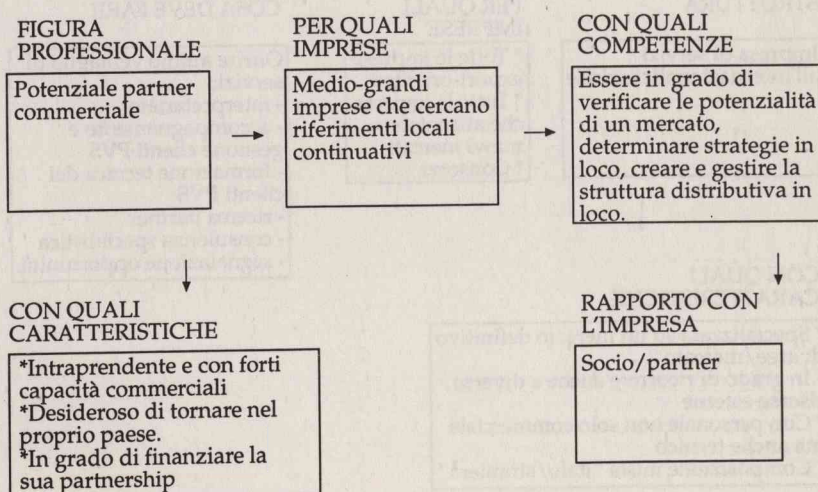 FIGURA
PROFESSIONALE
Potenziale partner
commerciale
PER QUALI
IMPRESE
Medio-grandi
imprese che cercano
riferimenti locali
continuativi
CON QUALI
COMPETENZE
Essere in grado di
verificare le potenzialità
di un mercato,
determinare strategie in
loco, creare e gestire la
struttura distributiva in
loco.
CON QUALI
CARATTERISTICHE
*Intraprendente e con forti
capacità commerciali
*Desideroso di tornare nel
proprio paese.
*In grado di finanziare la
sua partnership
RAPPORTO CON
L'IMPRESA
Socio/partner